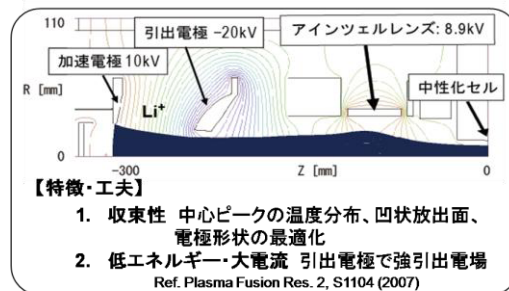 110
引出電極 -20kV
アインツェルレンズ: 8.9kV
加速電極 10kV
中性化セル
R [mm]
Li+
0
-300
Z [mm]
0
【特徴・工夫】
1. 収束性 中心ピークの温度分布、凹状放出面、
電極形状の最適化
2. 低エネルギー・大電流 引出電極で強引出電場
Ref. Plasma Fusion Res. 2, S1104 (2007)